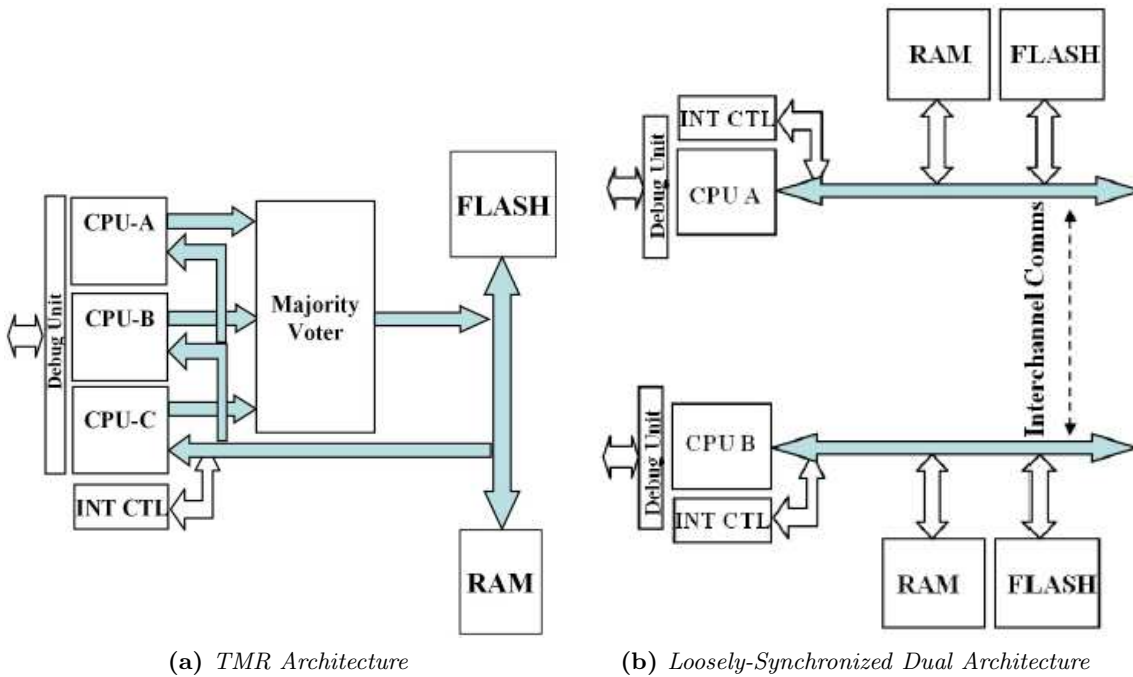 CPU-A
CPU-B
CPU-C
Debug Unit
INT CTL
Majority
Voter
FLASH
RAM
(a) TMR Architecture
RAM
FLASH
INT CTL
Debug Unit
CPU A
Interchannel Comms
CPU B
Debug Unit
INT CTL
RAM
FLASH
(b) Loosely-Synchronized Dual Architecture